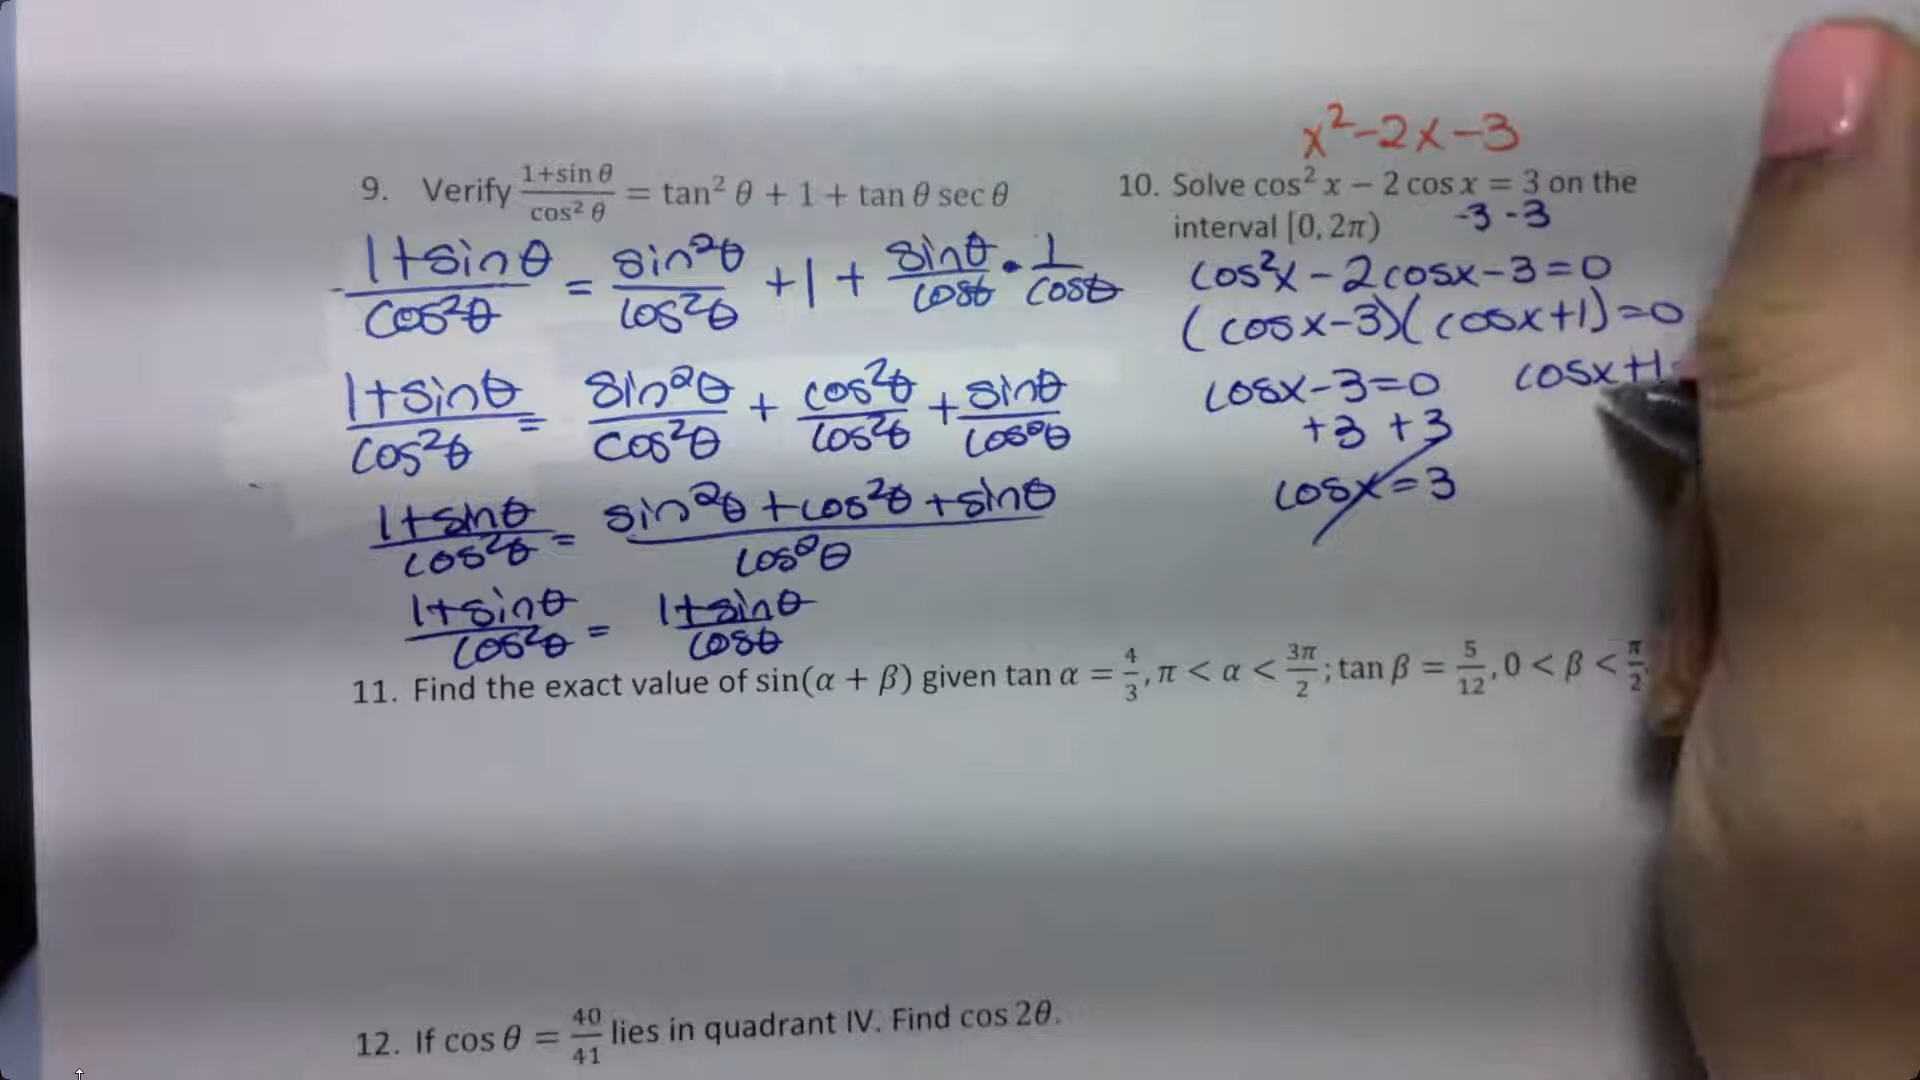 x²-2x-3
9. Verify (1+sin θ)/(cos² θ) = tan² θ + 1 + tan θ sec θ
(1+sinθ)/(cos²θ) = (sin²θ)/(cos²θ) +1 + (sinθ)/(cosθ) • 1/(cosθ)
(1+sinθ)/(cos²θ) = (sin²θ)/(cos²θ) + (cos²θ)/(cos²θ) + (sinθ)/(cos²θ)
(1+sinθ)/(cos²θ) = (sin²θ +cos²θ +sinθ)/(cos²θ)
(1+sinθ)/(cos²θ) = (1+sinθ)/(cosθ)
10. Solve cos² x − 2 cos x = 3 on the
interval [0, 2π)
-3 -3
cos²x - 2cosx - 3 = 0
(cosx-3)(cosx+1)=0
cosx-3=0 cosx+1=
+3 +3
cosx=3
11. Find the exact value of sin(α + β) given tan α = 4/3, π < α < 3π/2; tan β = 5/12, 0 < β < π/2.
12. If cos θ = 40/41 lies in quadrant IV. Find cos 2θ.